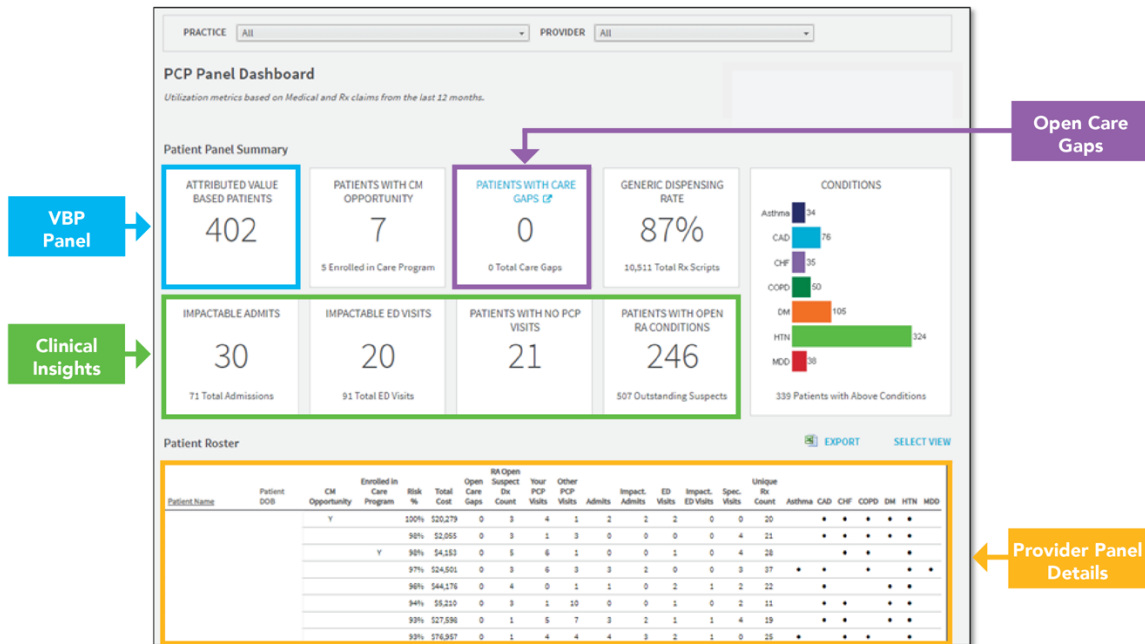 PRACTICE All PROVIDER All
PCP Panel Dashboard
Utilization metrics based on Medical and Rx claims from the last 12 months.
Open Care
Gaps
Patient Panel Summary
VBP
Panel
ATTRIBUTED VALUE
BASED PATIENTS
402
PATIENTS WITH CM
OPPORTUNITY
7
5 Enrolled in Care Program
PATIENTS WITH CARE
GAPS
0
0 Total Care Gaps
GENERIC DISPENSING
RATE
87%
10,511 Total Rx Scripts
CONDITIONS
Asthma 34
CAD 76
CHF 35
COPD 50
DM 105
HTN 324
MDD 38
339 Patients with Above Conditions
Clinical
Insights
IMPACTABLE ADMITS
30
71 Total Admissions
IMPACTABLE ED VISITS
20
91 Total ED Visits
PATIENTS WITH NO PCP
VISITS
21
PATIENTS WITH OPEN
RA CONDITIONS
246
507 Outstanding Suspects
Patient Roster
EXPORT SELECT VIEW
Patient Name
Patient
DOB
CM
Opportunity
Enrolled in
Care
Program
Risk
%
Total
Cost
Open
Care
Gaps
RA Open
Suspect
Dx
Count
Your
PCP
Visits
Other
PCP
Visits
Admits
Impact.
Admits
ED
Visits
Impact.
ED Visits
Spec.
Visits
Unique
Rx
Count
Asthma CAD CHF COPD DM HTN MDD
Y 100% $20,279 0 3 4 1 2 2 2 0 0 20 • • • • •
98% $2,055 0 3 1 3 0 0 0 0 4 21 • • • • •
Y 98% $4,153 0 5 6 1 0 0 1 0 4 28 • • •
97% $24,501 0 3 6 3 3 2 0 0 3 37 • • • • •
96% $44,176 0 4 0 1 1 0 2 1 2 22 • • •
94% $5,210 0 3 1 10 0 0 1 0 2 11 • • • •
93% $27,598 0 1 5 7 3 2 1 1 4 19 • • • •
93% $76,957 0 1 4 4 4 3 2 1 0 25 • • •
Provider Panel
Details